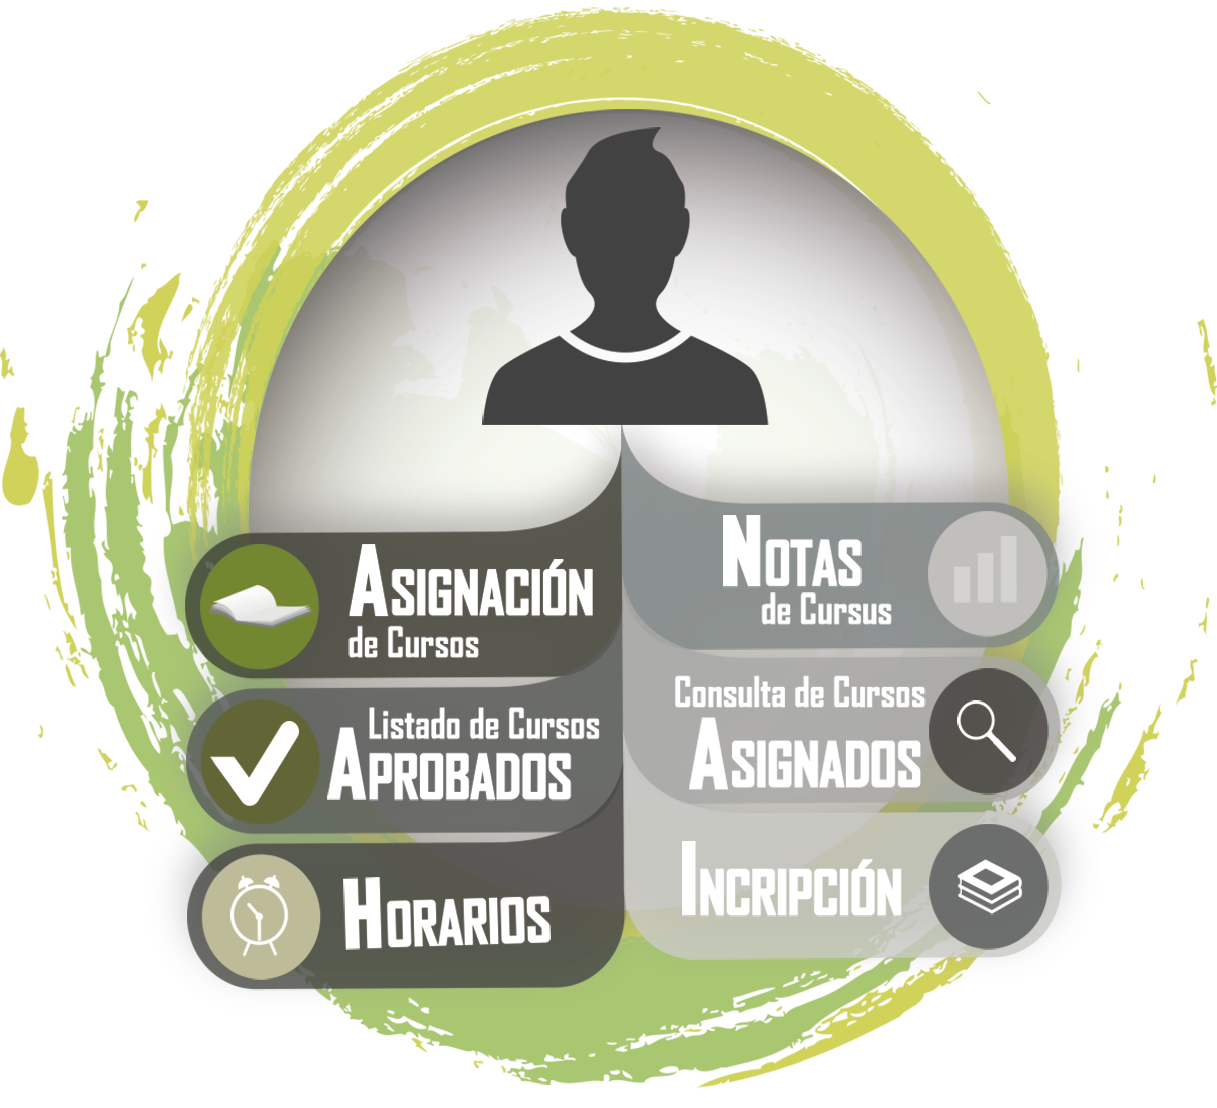 ASIGNACIÓN
de Cursos
Listado de Cursos
APROBADOS
HORARIOS
NOTAS
de Cursus
Consulta de Cursos
ASIGNADOS
INCRIPCIÓN